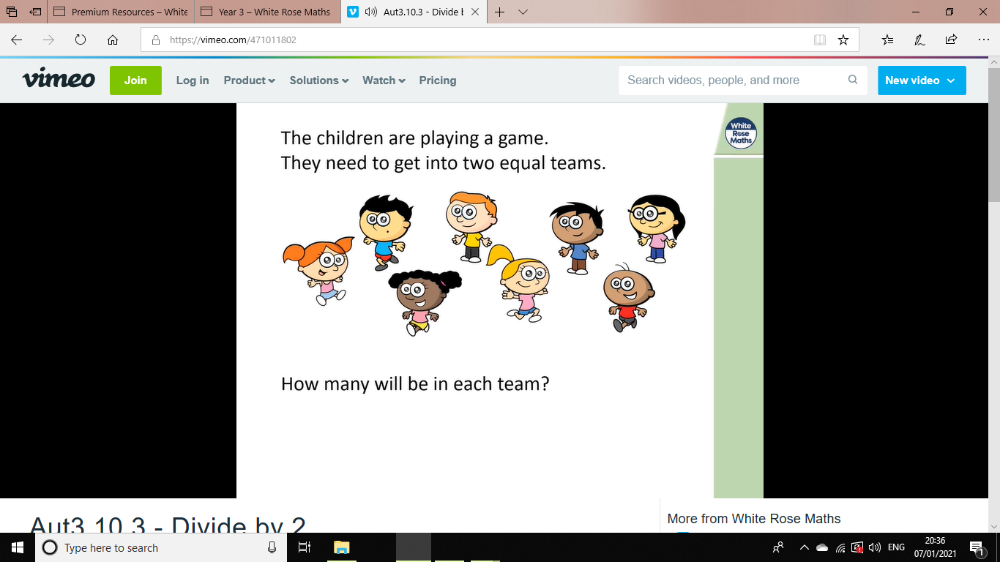 Premium Resources – White
Year 3 – White Rose Maths
Aut3.10.3 - Divide b
https://vimeo.com/471011802
vimeo
Join
Log in
Product
Solutions
Watch
Pricing
Search videos, people, and more
New video
White
Rose
Maths
The children are playing a game.
They need to get into two equal teams.
How many will be in each team?
Aut3.10.3 - Divide by 2
More from White Rose Maths
Type here to search
ENG
20:36
07/01/2021
1